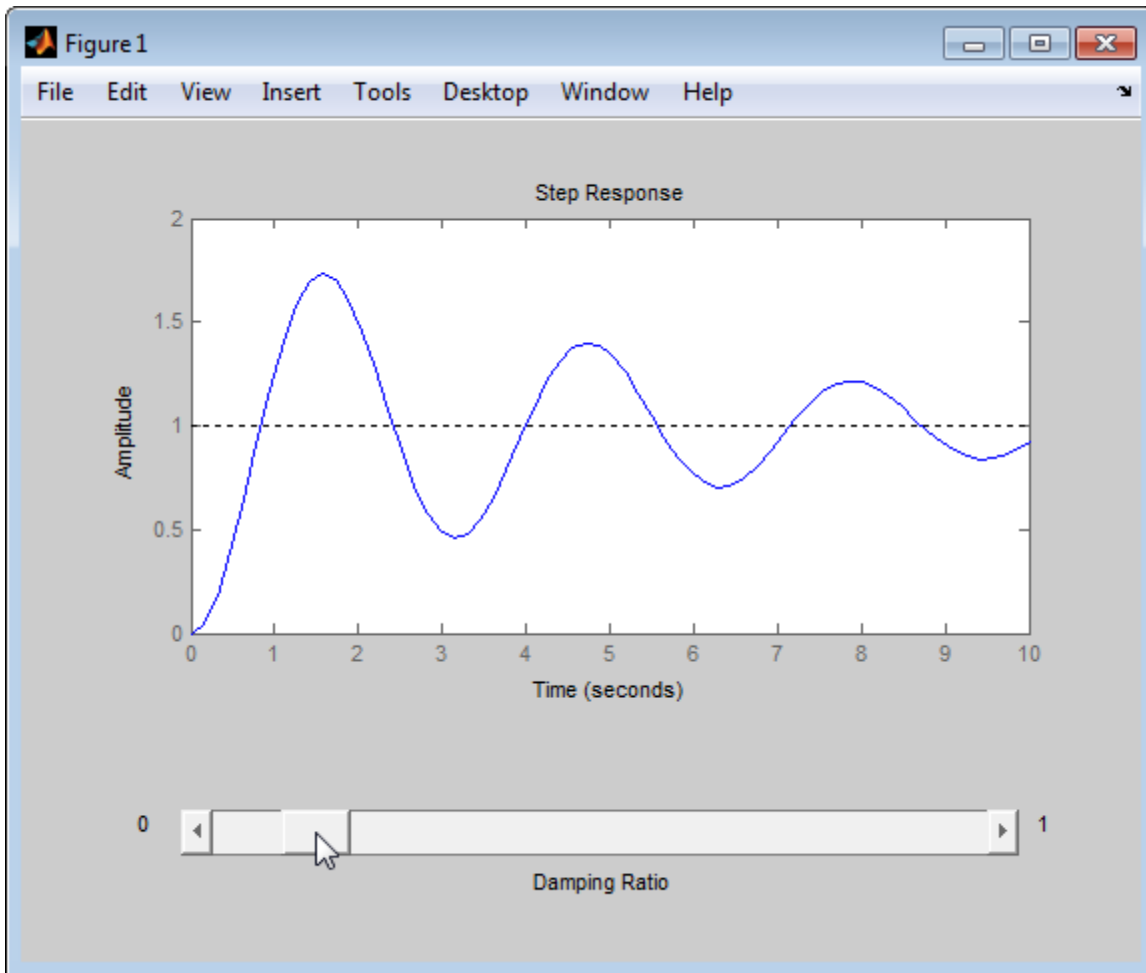 Figure 1
File Edit View Insert Tools Desktop Window Help
Step Response
2
1.5
1
0.5
0
Amplitude
0 1 2 3 4 5 6 7 8 9 10
Time (seconds)
0 1
Damping Ratio